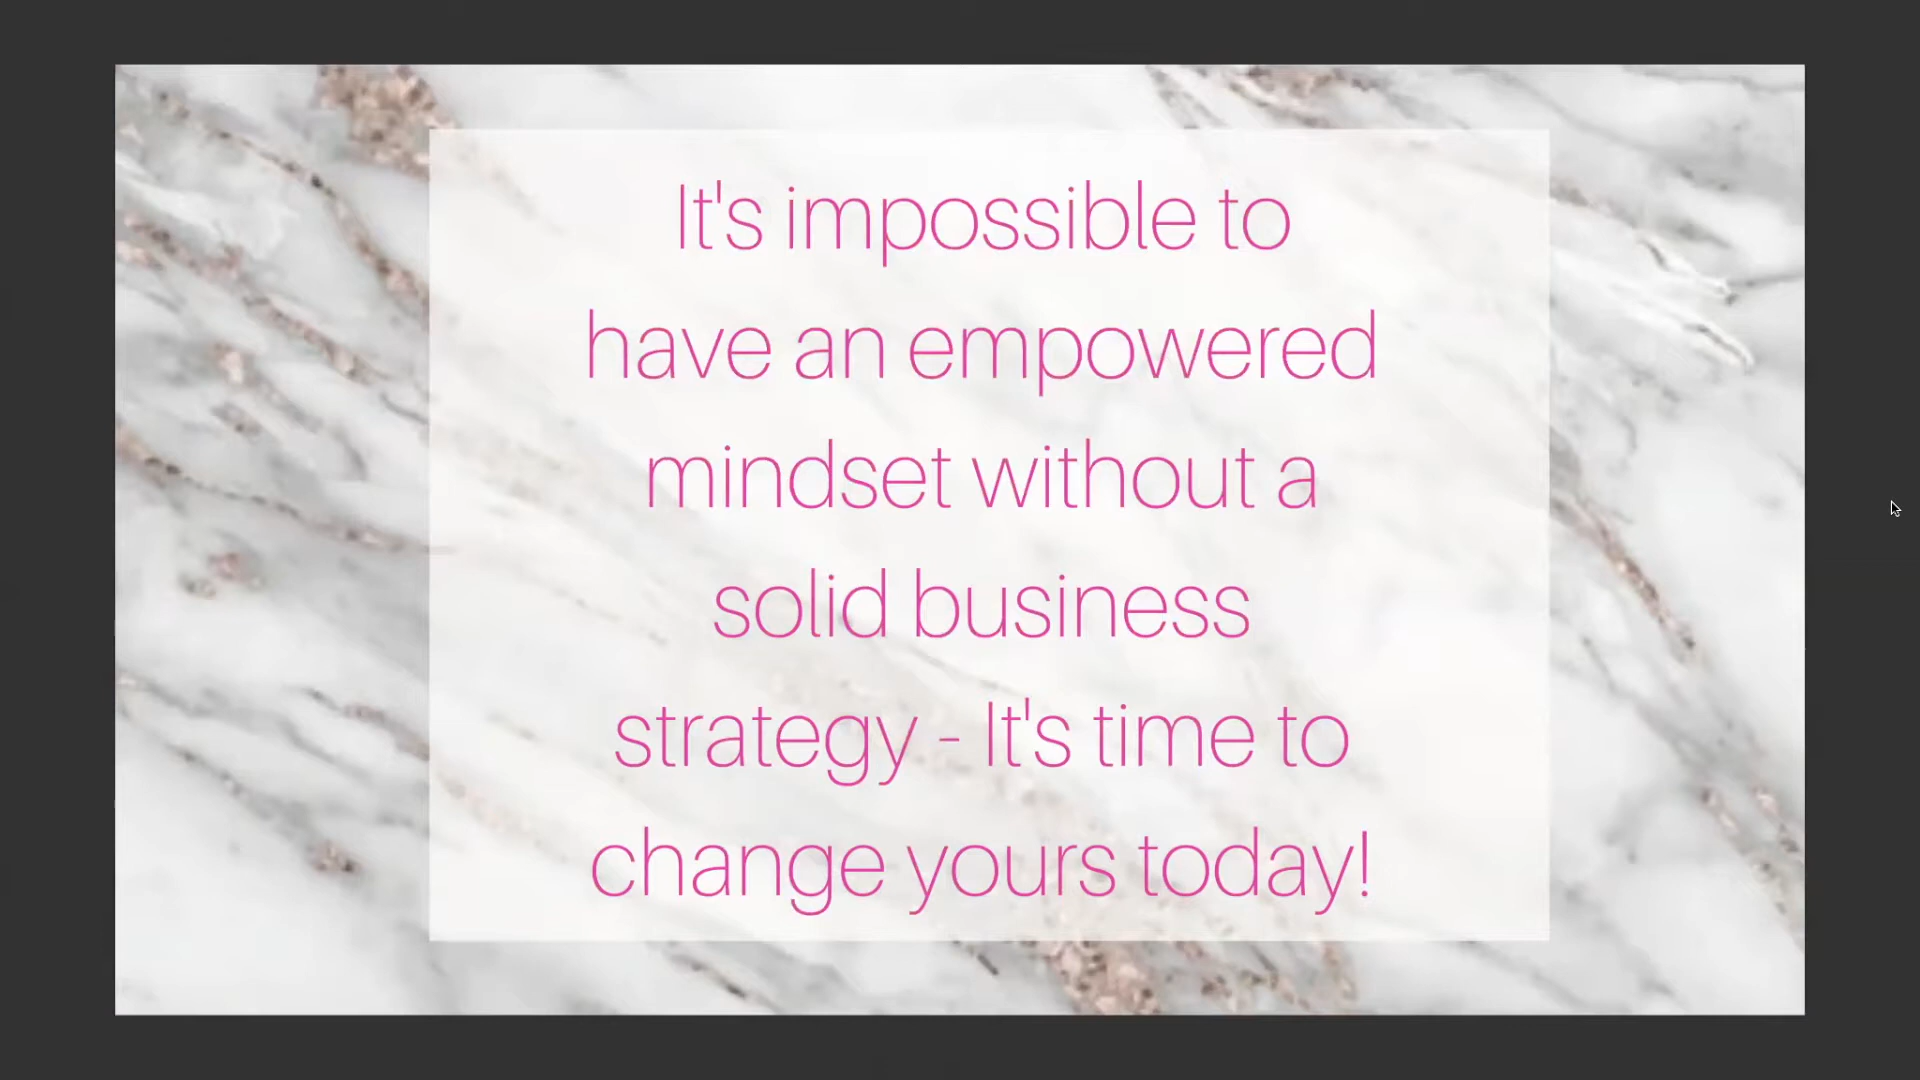 It's impossible to
have an empowered
mindset without a
solid business
strategy - It's time to
change yours today!